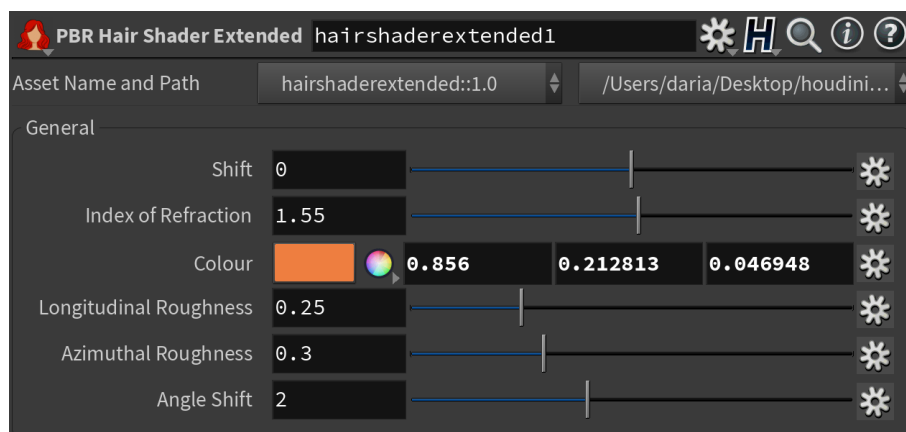 PBR Hair Shader Extended hairshaderextended1
Asset Name and Path hairshaderextended::1.0 /Users/daria/Desktop/houdini...
General
Shift 0
Index of Refraction 1.55
Colour 0.856 0.212813 0.046948
Longitudinal Roughness 0.25
Azimuthal Roughness 0.3
Angle Shift 2